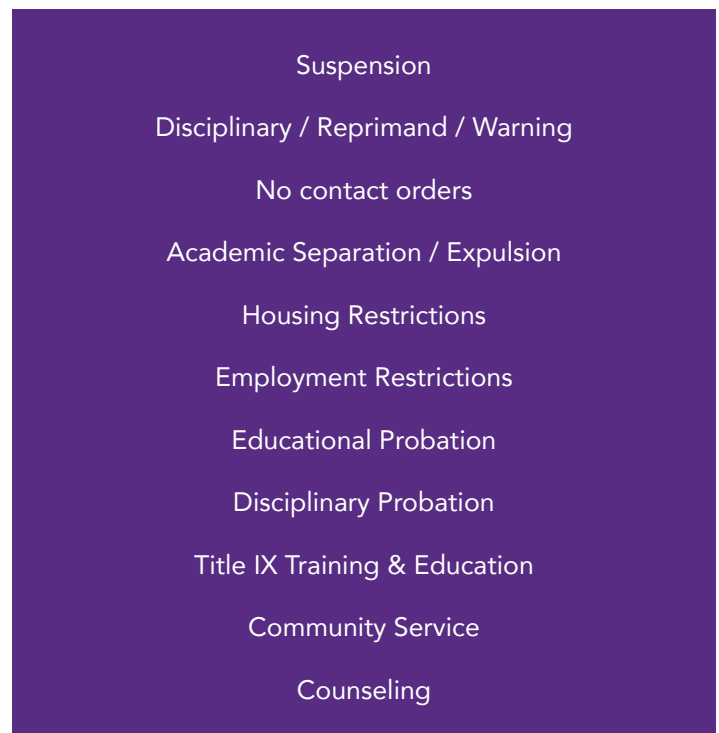 Suspension
Disciplinary / Reprimand / Warning
No contact orders
Academic Separation / Expulsion
Housing Restrictions
Employment Restrictions
Educational Probation
Disciplinary Probation
Title IX Training & Education
Community Service
Counseling